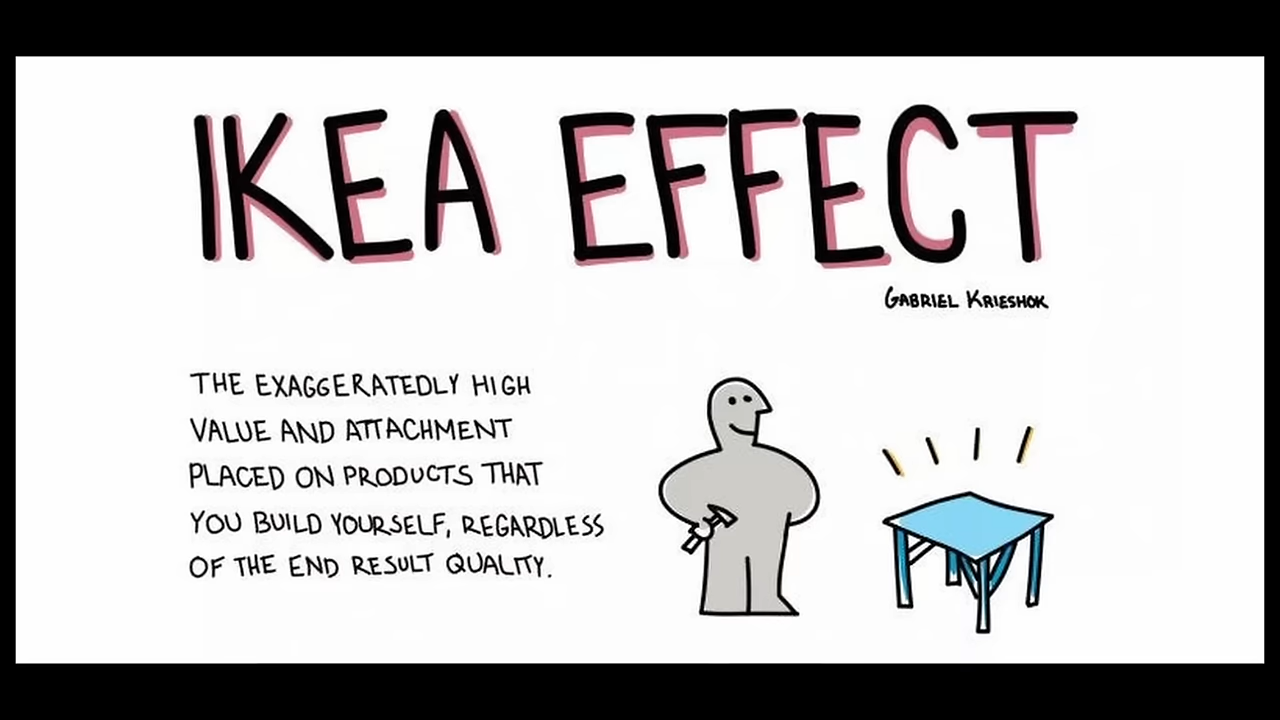 IKEA EFFECT
GABRIEL KRIESHOK
THE EXAGGERATEDLY HIGH
VALUE AND ATTACHMENT
PLACED ON PRODUCTS THAT
YOU BUILD YOURSELF, REGARDLESS
OF THE END RESULT QUALITY.